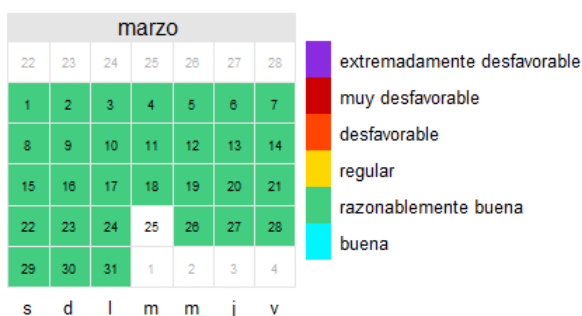 marzo
22 23 24 25 26 27 28
1 2 3 4 5 6 7
8 9 10 11 12 13 14
15 16 17 18 19 20 21
22 23 24 25 26 27 28
29 30 31 1 2 3 4
s d l m m j v
extremadamente desfavorable
muy desfavorable
desfavorable
regular
razonablemente buena
buena